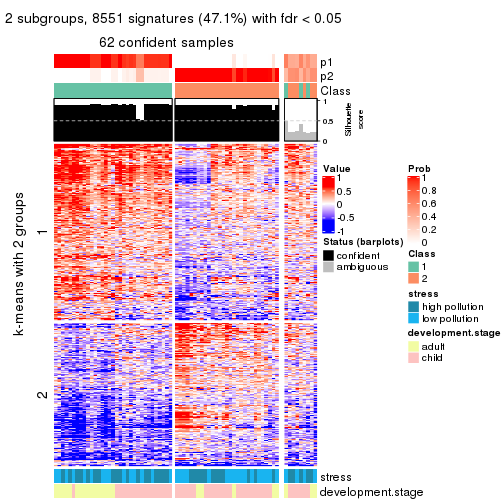 2 subgroups, 8551 signatures (47.1%) with fdr < 0.05
62 confident samples
p1
p2
Class
1
0.5
0
Silhouette
score
k-means with 2 groups
1
2
Value
1
0.5
0
-0.5
-1
Status (barplots)
confident
ambiguous
Prob
1
0.8
0.6
0.4
0.2
0
Class
1
2
stress
high pollution
low pollution
development.stage
adult
child
stress
development.stage